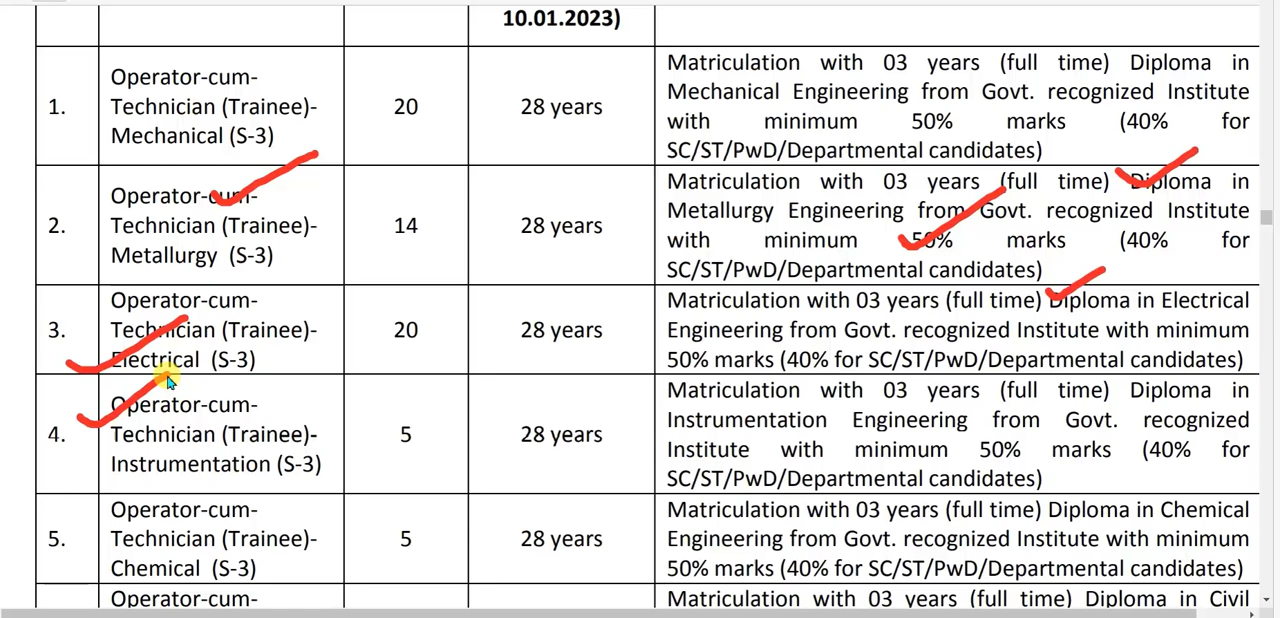 10.01.2023)
1.
Operator-cum-
Technician (Trainee)-
Mechanical (S-3)
20
28 years
Matriculation with 03 years (full time) Diploma in
Mechanical Engineering from Govt. recognized Institute
with minimum 50% marks (40% for
SC/ST/PwD/Departmental candidates)
2.
Operator-cum-
Technician (Trainee)-
Metallurgy (S-3)
14
28 years
Matriculation with 03 years (full time) Diploma in
Metallurgy Engineering from Govt. recognized Institute
with minimum 50% marks (40% for
SC/ST/PwD/Departmental candidates)
3.
Operator-cum-
Technician (Trainee)-
Electrical (S-3)
20
28 years
Matriculation with 03 years (full time) Diploma in Electrical
Engineering from Govt. recognized Institute with minimum
50% marks (40% for SC/ST/PwD/Departmental candidates)
4.
Operator-cum-
Technician (Trainee)-
Instrumentation (S-3)
5
28 years
Matriculation with 03 years (full time) Diploma in
Instrumentation Engineering from Govt. recognized
Institute with minimum 50% marks (40% for
SC/ST/PwD/Departmental candidates)
5.
Operator-cum-
Technician (Trainee)-
Chemical (S-3)
5
28 years
Matriculation with 03 years (full time) Diploma in Chemical
Engineering from Govt. recognized Institute with minimum
50% marks (40% for SC/ST/PwD/Departmental candidates)
Operator-cum-
Matriculation with 03 years (full time) Diploma in Civil